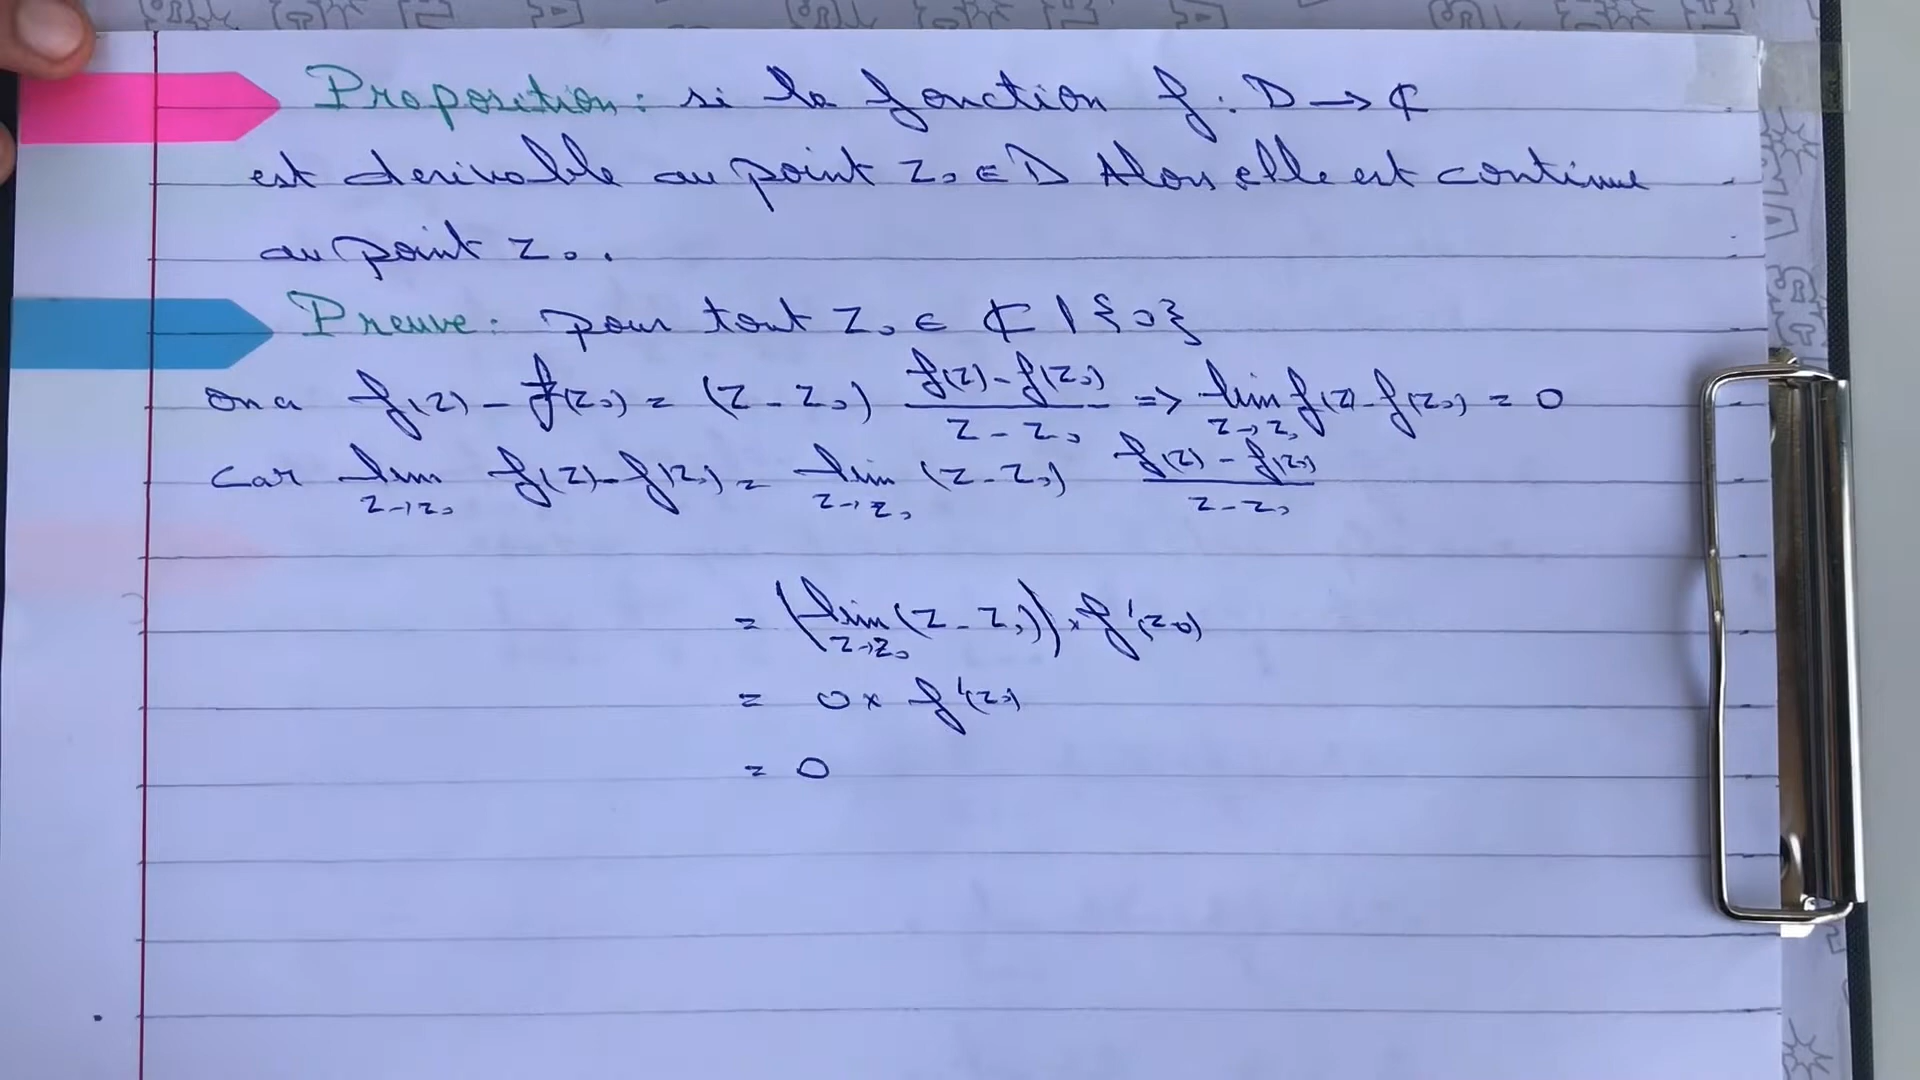 Proposition : si la fonction f : D → ℂ
est derivable au point z₀ ∈ D Alors elle est continue
au point z₀.
Preuve : pour tout z₀ ∈ ℂ \ {0}
on a f(z) - f(z₀) = (z - z₀) (f(z) - f(z₀))/(z - z₀) => lim_{z→z₀} f(z) - f(z₀) = 0
car lim_{z→z₀} f(z) - f(z₀) = lim_{z→z₀} (z - z₀) (f(z) - f(z₀))/(z - z₀)
= (lim_{z→z₀} (z - z₀)) × f'(z₀)
= 0 × f'(z₀)
= 0